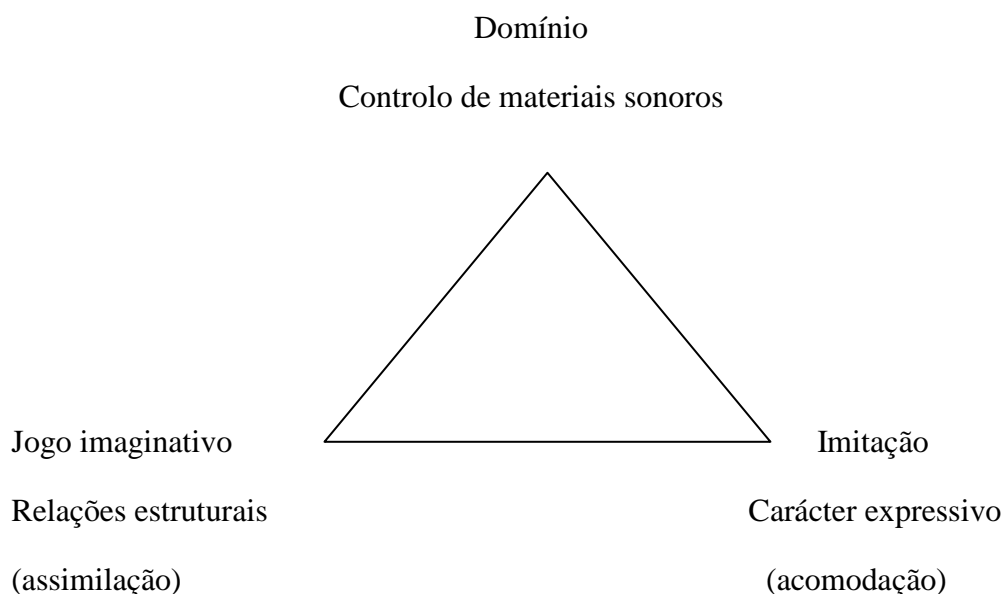 Domínio
Controlo de materiais sonoros
Jogo imaginativo
Relações estruturais
(assimilação)
Imitação
Carácter expressivo
(acomodação)